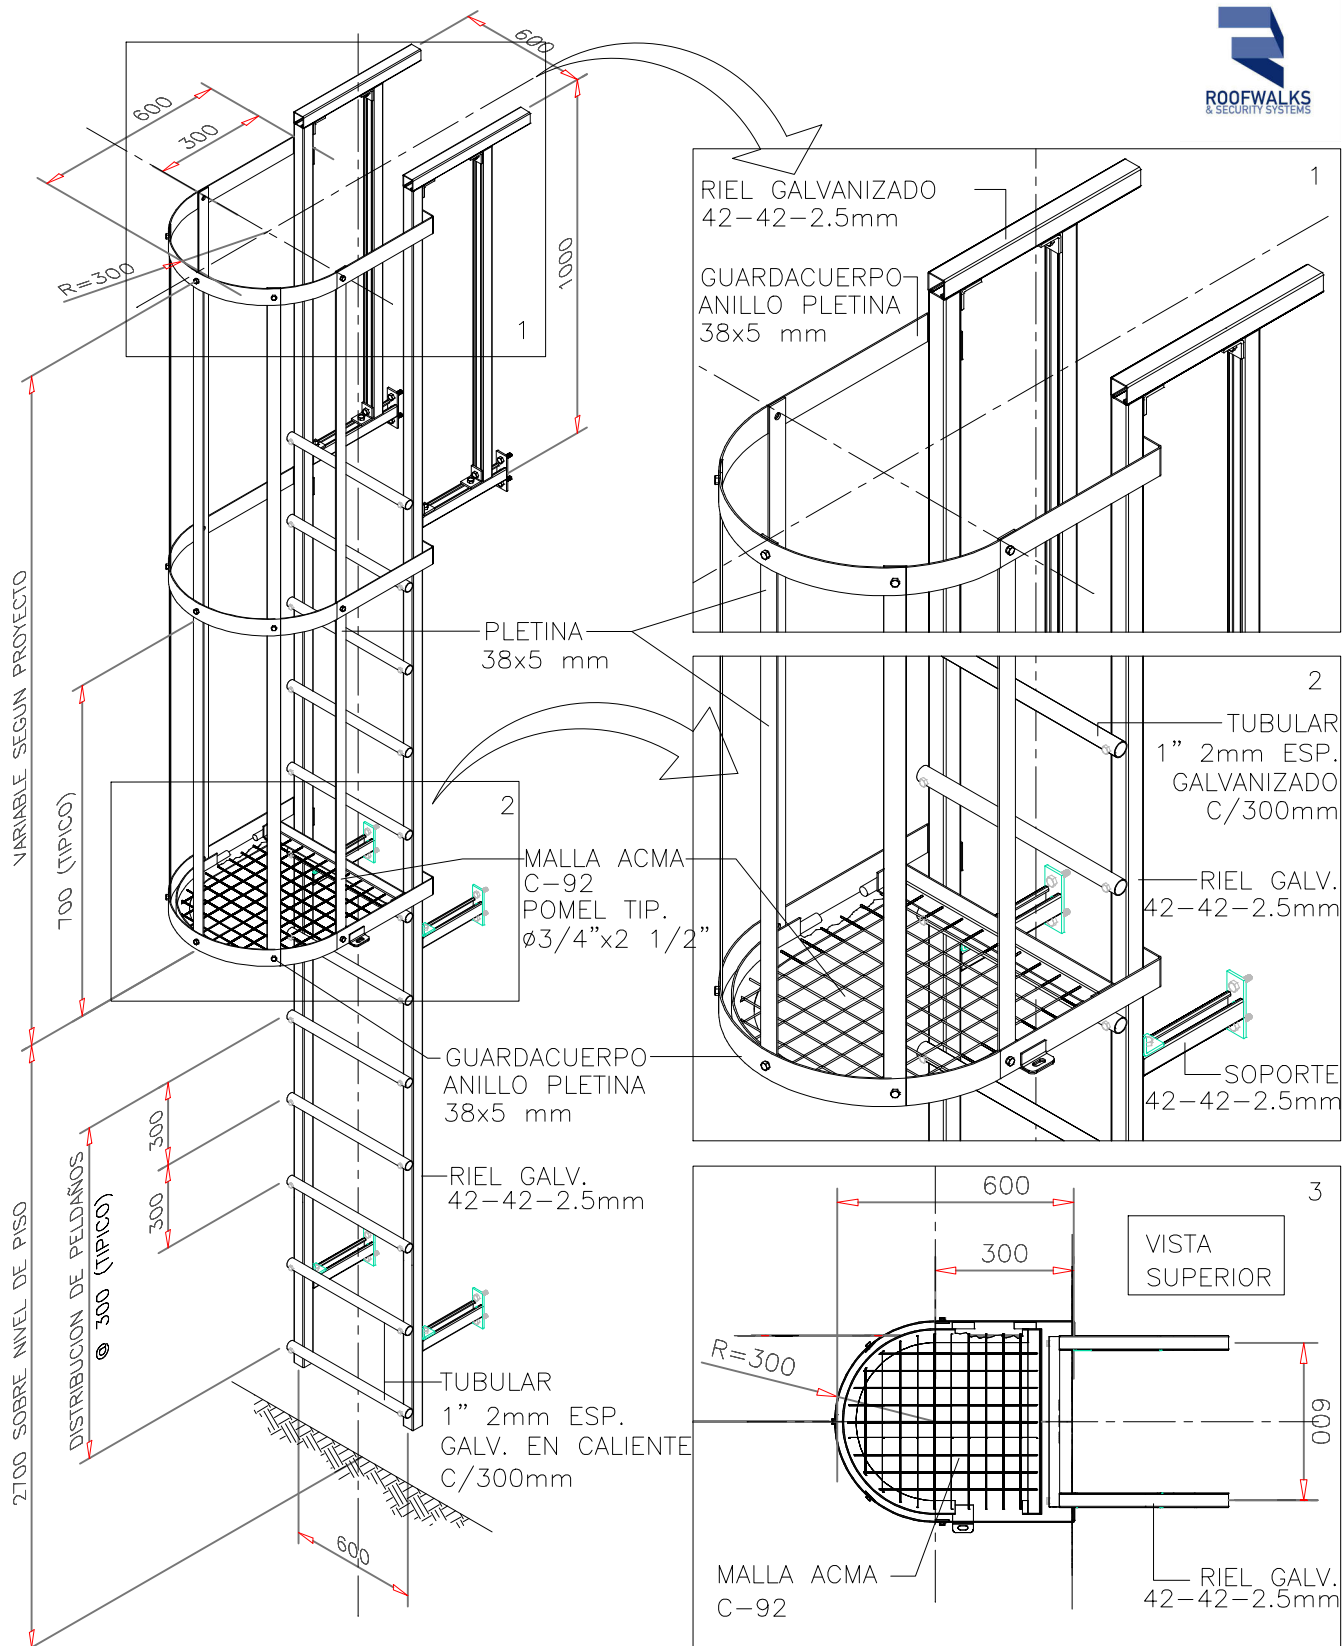 ROOFWALKS
& SECURITY SYSTEMS
600
600
300
R=300
1000
1
VARIABLE SEGUN PROYECTO
700 (TIPICO)
2
PLETINA
38x5 mm
MALLA ACMA
C-92
POMEL TIP.
ø3/4"x2 1/2"
GUARDACUERPO
ANILLO PLETINA
38x5 mm
RIEL GALV.
42-42-2.5mm
300
300
DISTRIBUCION DE PELDAÑOS
@ 300 (TIPICO)
2700 SOBRE NIVEL DE PISO
TUBULAR
1" 2mm ESP.
GALV. EN CALIENTE
C/300mm
600
1
RIEL GALVANIZADO
42-42-2.5mm
GUARDACUERPO
ANILLO PLETINA
38x5 mm
2
TUBULAR
1" 2mm ESP.
GALVANIZADO
C/300mm
RIEL GALV.
42-42-2.5mm
SOPORTE
42-42-2.5mm
3
600
300
VISTA
SUPERIOR
R=300
600
MALLA ACMA
C-92
RIEL GALV.
42-42-2.5mm